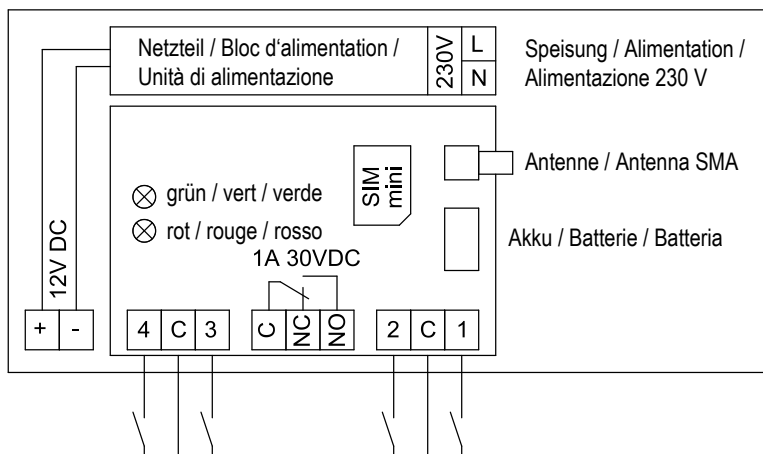 Netzteil / Bloc d‘alimentation /
Unità di alimentazione
230V
L
N
Speisung / Alimentation /
Alimentazione 230 V
SIM
mini
Antenne / Antenna SMA
grün / vert / verde
rot / rouge / rosso
Akku / Batterie / Batteria
1A 30VDC
12V DC
+ -
4 C 3
C NC NO
2 C 1